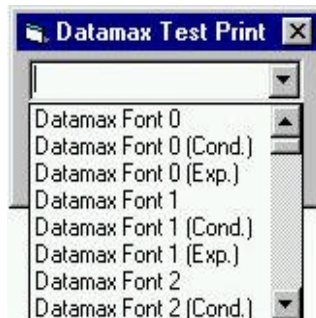 Datamax Test Print
Datamax Font 0
Datamax Font 0 (Cond.)
Datamax Font 0 (Exp.)
Datamax Font 1
Datamax Font 1 (Cond.)
Datamax Font 1 (Exp.)
Datamax Font 2
Datamax Font 2 (Cond.)